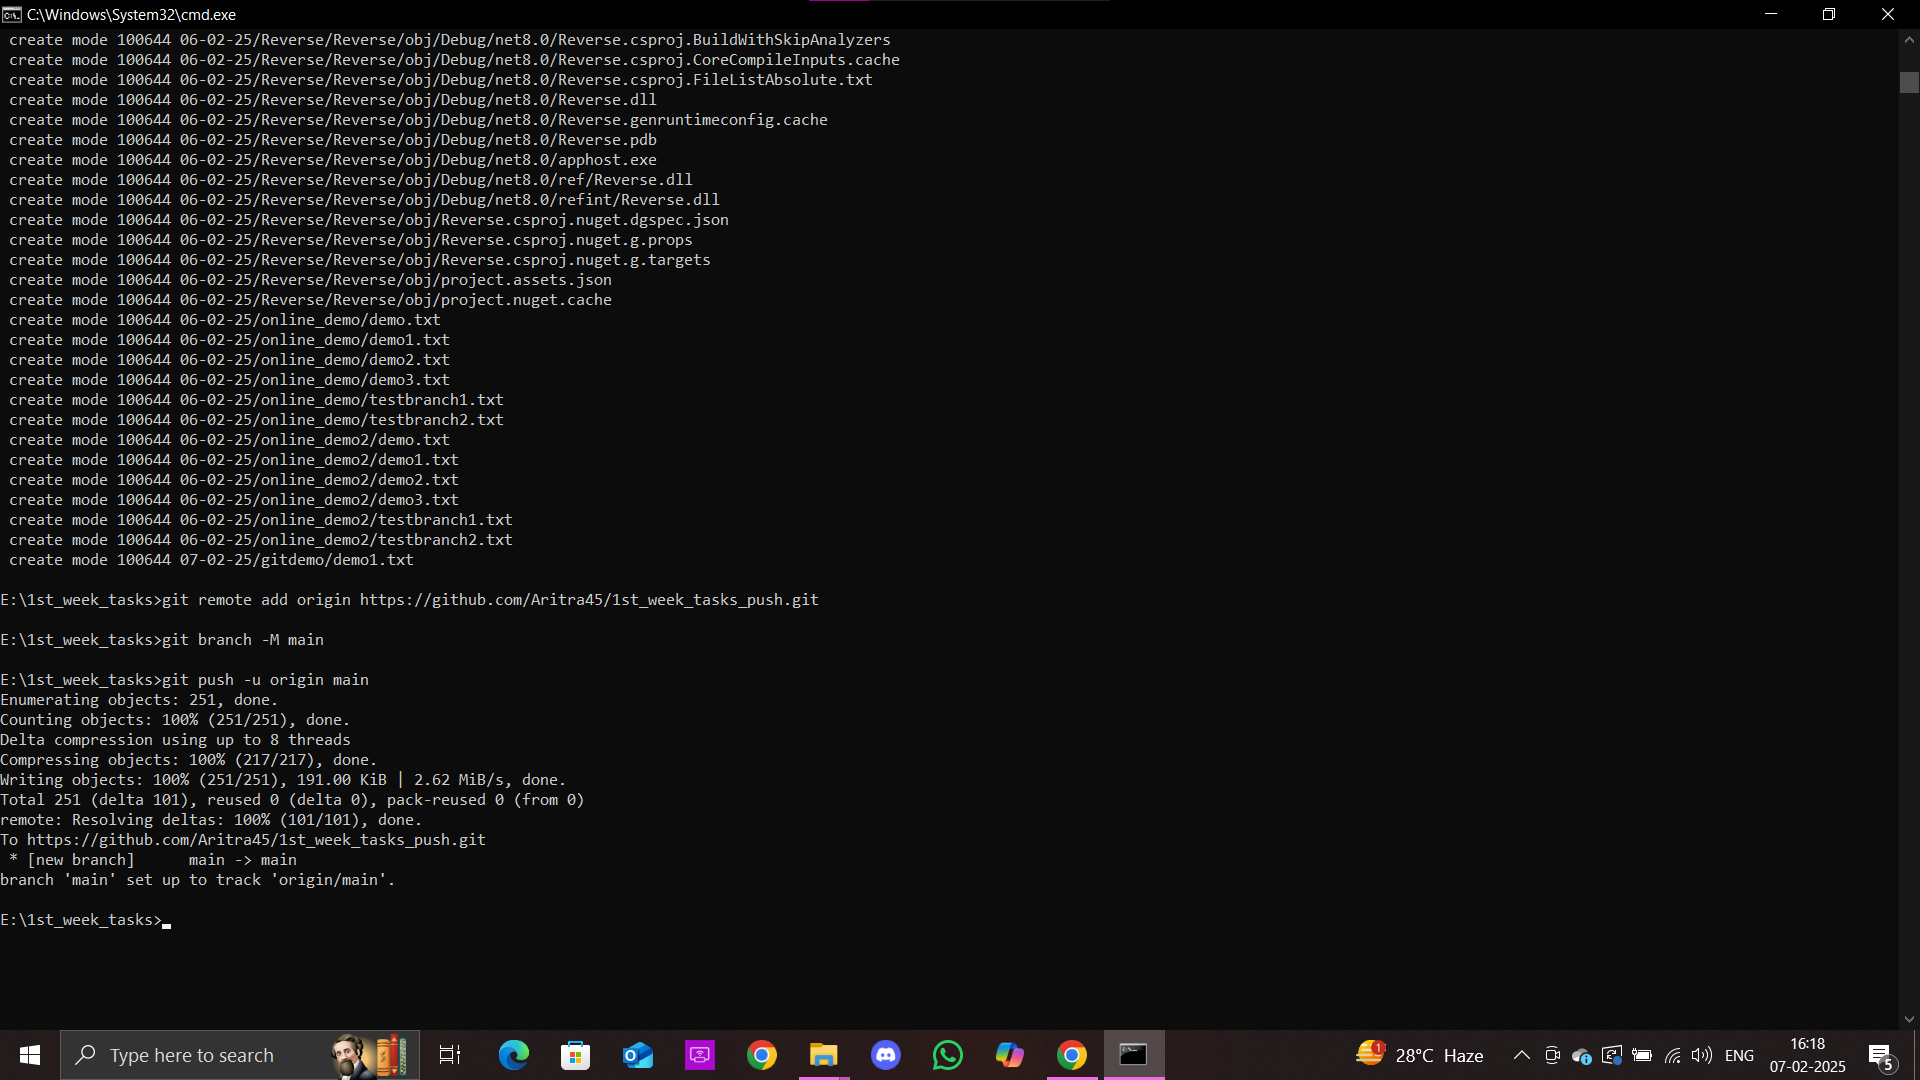 C:\Windows\System32\cmd.exe
create mode 100644 06-02-25/Reverse/Reverse/obj/Debug/net8.0/Reverse.csproj.BuildWithSkipAnalyzers
create mode 100644 06-02-25/Reverse/Reverse/obj/Debug/net8.0/Reverse.csproj.CoreCompileInputs.cache
create mode 100644 06-02-25/Reverse/Reverse/obj/Debug/net8.0/Reverse.csproj.FileListAbsolute.txt
create mode 100644 06-02-25/Reverse/Reverse/obj/Debug/net8.0/Reverse.dll
create mode 100644 06-02-25/Reverse/Reverse/obj/Debug/net8.0/Reverse.genruntimeconfig.cache
create mode 100644 06-02-25/Reverse/Reverse/obj/Debug/net8.0/Reverse.pdb
create mode 100644 06-02-25/Reverse/Reverse/obj/Debug/net8.0/apphost.exe
create mode 100644 06-02-25/Reverse/Reverse/obj/Debug/net8.0/ref/Reverse.dll
create mode 100644 06-02-25/Reverse/Reverse/obj/Debug/net8.0/refint/Reverse.dll
create mode 100644 06-02-25/Reverse/Reverse/obj/Reverse.csproj.nuget.dgspec.json
create mode 100644 06-02-25/Reverse/Reverse/obj/Reverse.csproj.nuget.g.props
create mode 100644 06-02-25/Reverse/Reverse/obj/Reverse.csproj.nuget.g.targets
create mode 100644 06-02-25/Reverse/Reverse/obj/project.assets.json
create mode 100644 06-02-25/Reverse/Reverse/obj/project.nuget.cache
create mode 100644 06-02-25/online_demo/demo.txt
create mode 100644 06-02-25/online_demo/demo1.txt
create mode 100644 06-02-25/online_demo/demo2.txt
create mode 100644 06-02-25/online_demo/demo3.txt
create mode 100644 06-02-25/online_demo/testbranch1.txt
create mode 100644 06-02-25/online_demo/testbranch2.txt
create mode 100644 06-02-25/online_demo2/demo.txt
create mode 100644 06-02-25/online_demo2/demo1.txt
create mode 100644 06-02-25/online_demo2/demo2.txt
create mode 100644 06-02-25/online_demo2/demo3.txt
create mode 100644 06-02-25/online_demo2/testbranch1.txt
create mode 100644 06-02-25/online_demo2/testbranch2.txt
create mode 100644 07-02-25/gitdemo/demo1.txt
E:\1st_week_tasks>git remote add origin https://github.com/Aritra45/1st_week_tasks_push.git
E:\1st_week_tasks>git branch -M main
E:\1st_week_tasks>git push -u origin main
Enumerating objects: 251, done.
Counting objects: 100% (251/251), done.
Delta compression using up to 8 threads
Compressing objects: 100% (217/217), done.
Writing objects: 100% (251/251), 191.00 KiB | 2.62 MiB/s, done.
Total 251 (delta 101), reused 0 (delta 0), pack-reused 0 (from 0)
remote: Resolving deltas: 100% (101/101), done.
To https://github.com/Aritra45/1st_week_tasks_push.git
* [new branch]      main -> main
branch 'main' set up to track 'origin/main'.
E:\1st_week_tasks>
Type here to search
1
28°C Haze
ENG
16:18
07-02-2025
5